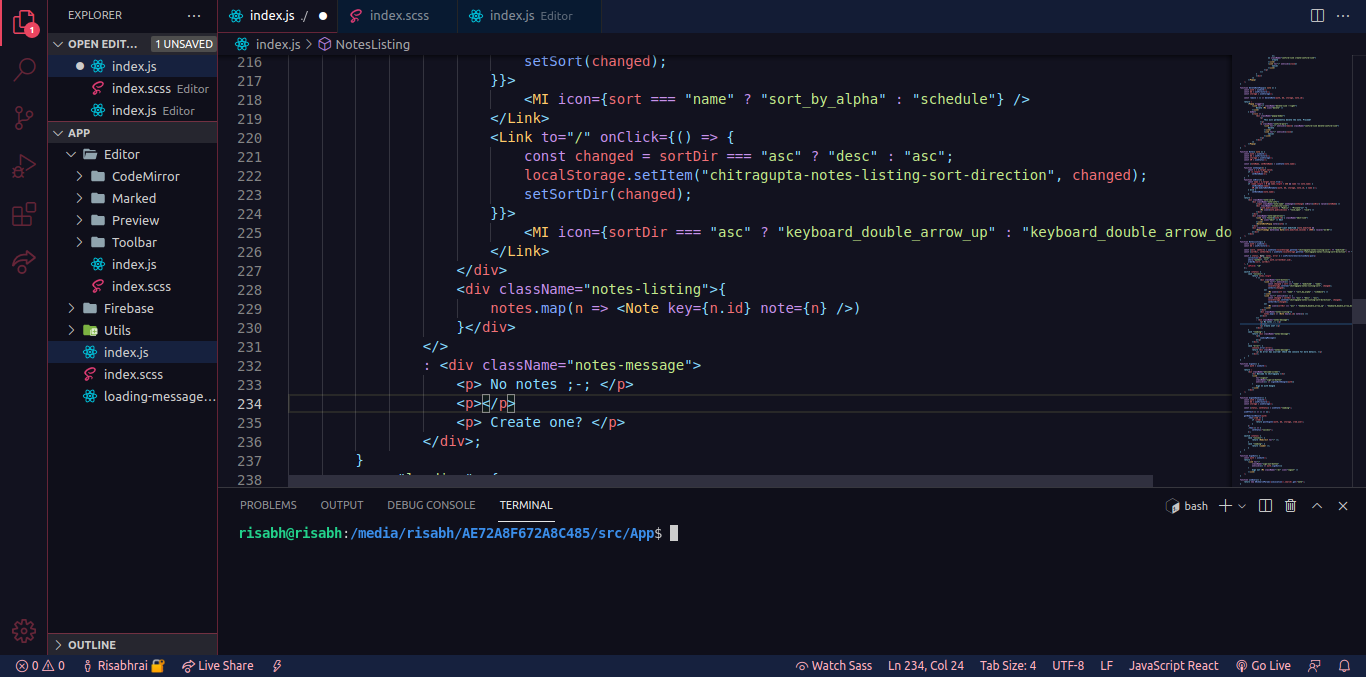 EXPLORER ···
index.js ./ ●
index.scss
index.js Editor
OPEN EDIT... 1 UNSAVED
index.js
index.scss Editor
index.js Editor
APP
Editor
CodeMirror
Marked
Preview
Toolbar
index.js
index.scss
Firebase
Utils
index.js
index.scss
loading-message...
OUTLINE
1
index.js > NotesListing
216 setSort(changed);
217 }}>
218 <MI icon={sort === "name" ? "sort_by_alpha" : "schedule"} />
219 </Link>
220 <Link to="/" onClick={() => {
221 const changed = sortDir === "asc" ? "desc" : "asc";
222 localStorage.setItem("chitragupta-notes-listing-sort-direction", changed);
223 setSortDir(changed);
224 }}>
225 <MI icon={sortDir === "asc" ? "keyboard_double_arrow_up" : "keyboard_double_arrow_do
226 </Link>
227 </div>
228 <div className="notes-listing">{
229 notes.map(n => <Note key={n.id} note={n} />)
230 }</div>
231 </>
232 : <div className="notes-message">
233 <p> No notes ;-; </p>
234 <p></p>
235 <p> Create one? </p>
236 </div>;
237 }
238
PROBLEMS OUTPUT DEBUG CONSOLE TERMINAL
bash
risabh@risabh:/media/risabh/AE72A8F672A8C485/src/App$
0 0 Risabhrai Live Share
Watch Sass Ln 234, Col 24 Tab Size: 4 UTF-8 LF JavaScript React Go Live